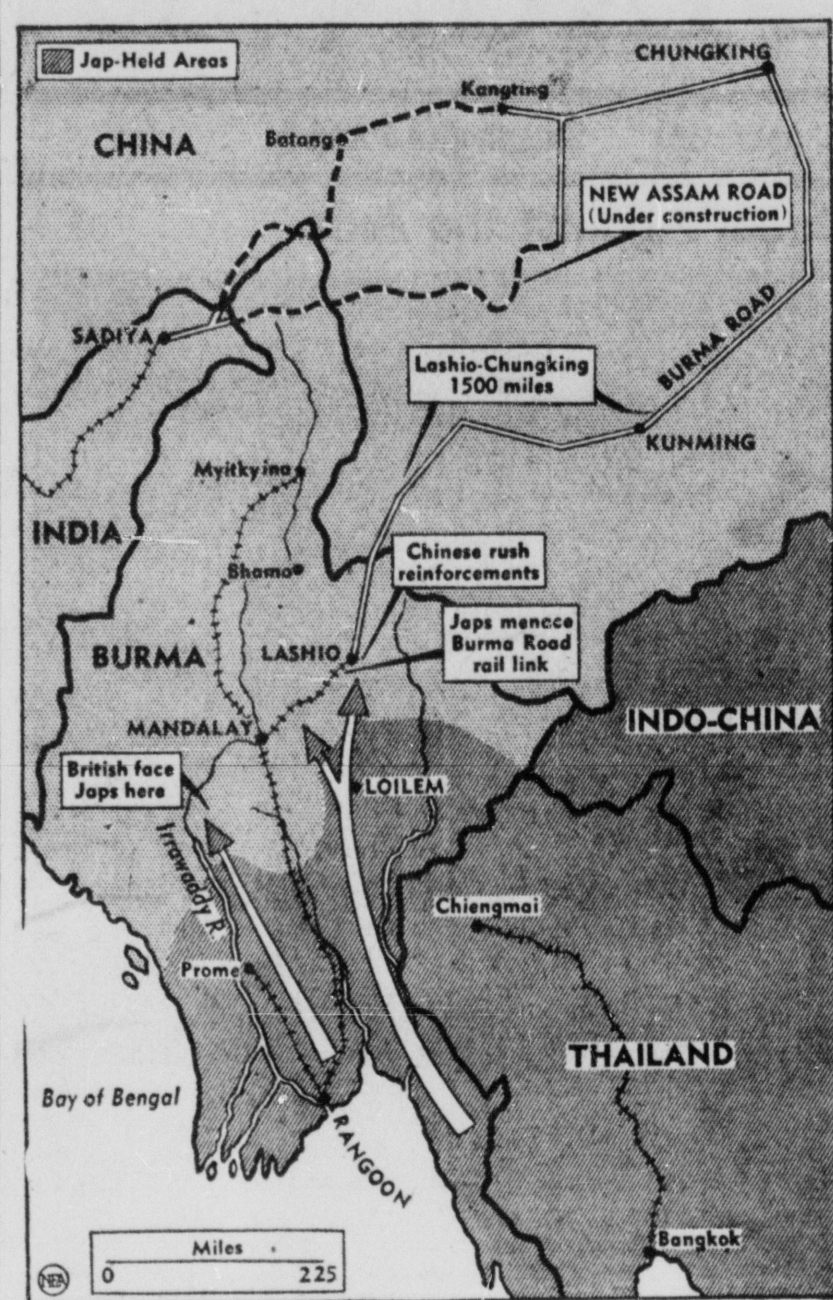 Jap-Held Areas
CHUNGKING
Kangting
Batang
CHINA
NEW ASSAM ROAD
(Under construction)
SADIYA
BURMA ROAD
Lashio-Chungking
1500 miles
KUNMING
Myitkyina
INDIA
Chinese rush
reinforcements
Bhamo
Japs menace
Burma Road
rail link
BURMA
LASHIO
INDO-CHINA
MANDALAY
British face
Japs here
LOILEM
Irrawaddy R.
Chiengmai
Prome
THAILAND
Bay of Bengal
RANGOON
Bangkok
Miles
0 225
NEA